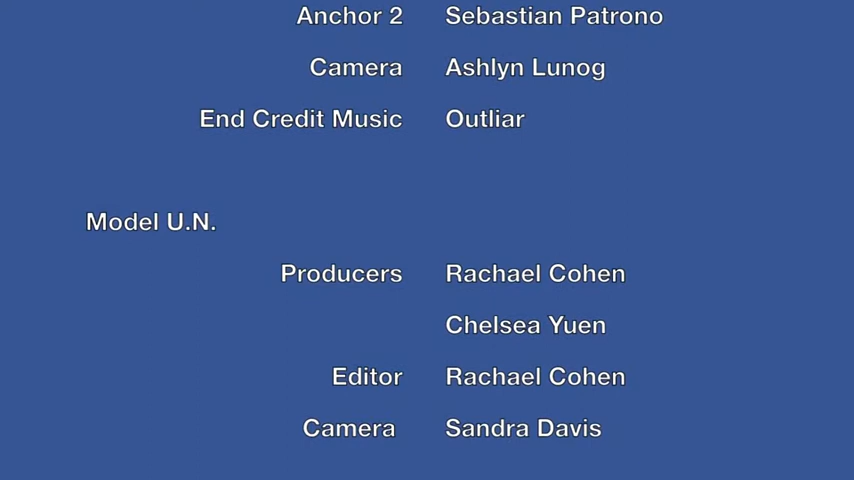 Anchor 2 Sebastian Patrono
Camera Ashlyn Lunog
End Credit Music Outliar
Model U.N.
Producers Rachael Cohen
Chelsea Yuen
Editor Rachael Cohen
Camera Sandra Davis